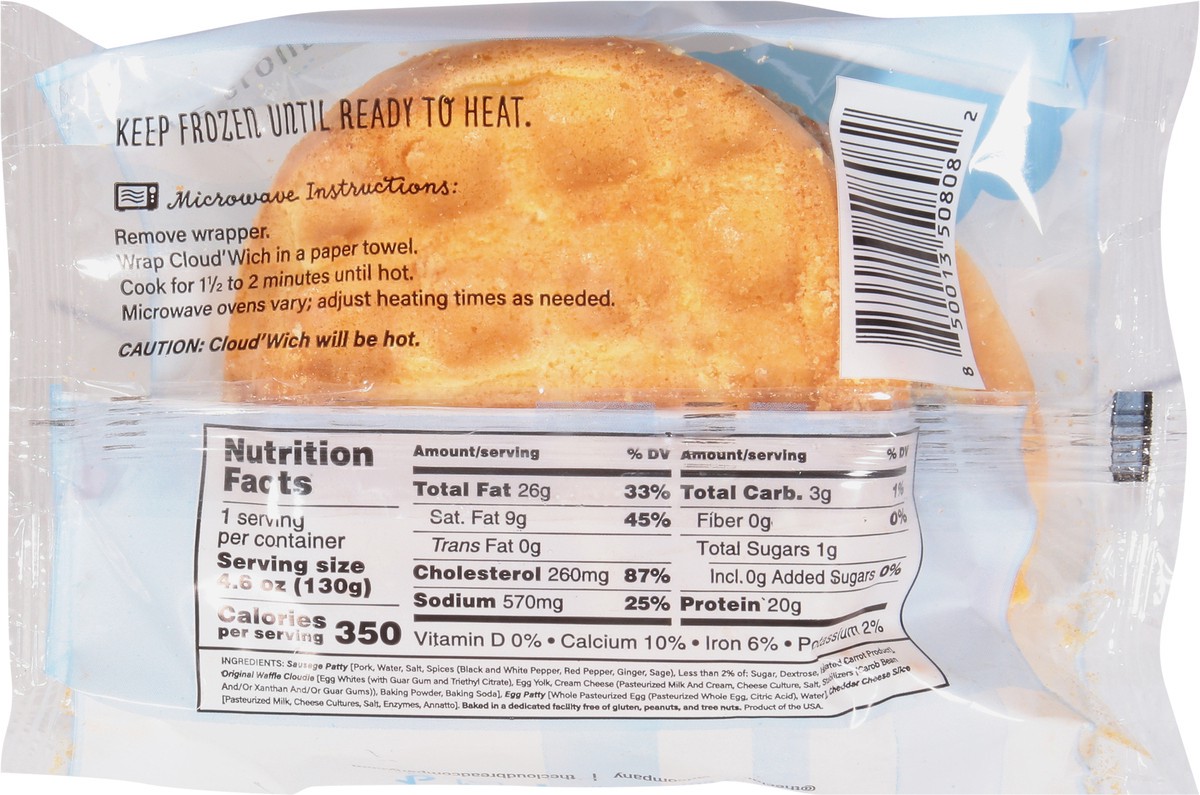 KEEP FROZEN UNTIL READY TO HEAT.
Microwave Instructions:
Remove wrapper.
Wrap Cloud'Wich in a paper towel.
Cook for 1½ to 2 minutes until hot.
Microwave ovens vary; adjust heating times as needed.
CAUTION: Cloud'Wich will be hot.
8 50013 50808 2
Nutrition
Facts
1 serving
per container
Serving size
4.6 oz (130g)
Calories
per serving 350
Amount/serving % DV
Total Fat 26g 33%
Sat. Fat 9g 45%
Trans Fat 0g
Cholesterol 260mg 87%
Sodium 570mg 25%
Amount/serving % DV
Total Carb. 3g 1%
Fiber 0g 0%
Total Sugars 1g
Incl. 0g Added Sugars 0%
Protein 20g
Vitamin D 0% • Calcium 10% • Iron 6% • Potassium 2%
INGREDIENTS: Sausage Patty [Pork, Water, Salt, Spices (Black and White Pepper, Red Pepper, Ginger, Sage), Less than 2% of: Sugar, Dextrose, Carrot Product],
Original Waffle Cloudie [Egg Whites (with Guar Gum and Triethyl Citrate), Egg Yolk, Cream Cheese (Pasteurized Milk And Cream, Cheese Culture, Salt, Stabilizers (Carob Bean
And/Or Xanthan And/Or Guar Gums)), Baking Powder, Baking Soda], Egg Patty [Whole Pasteurized Egg (Pasteurized Whole Egg, Citric Acid), Water], Cheddar Cheese Slice
[Pasteurized Milk, Cheese Cultures, Salt, Enzymes, Annatto]. Baked in a dedicated facility free of gluten, peanuts, and tree nuts. Product of the USA.